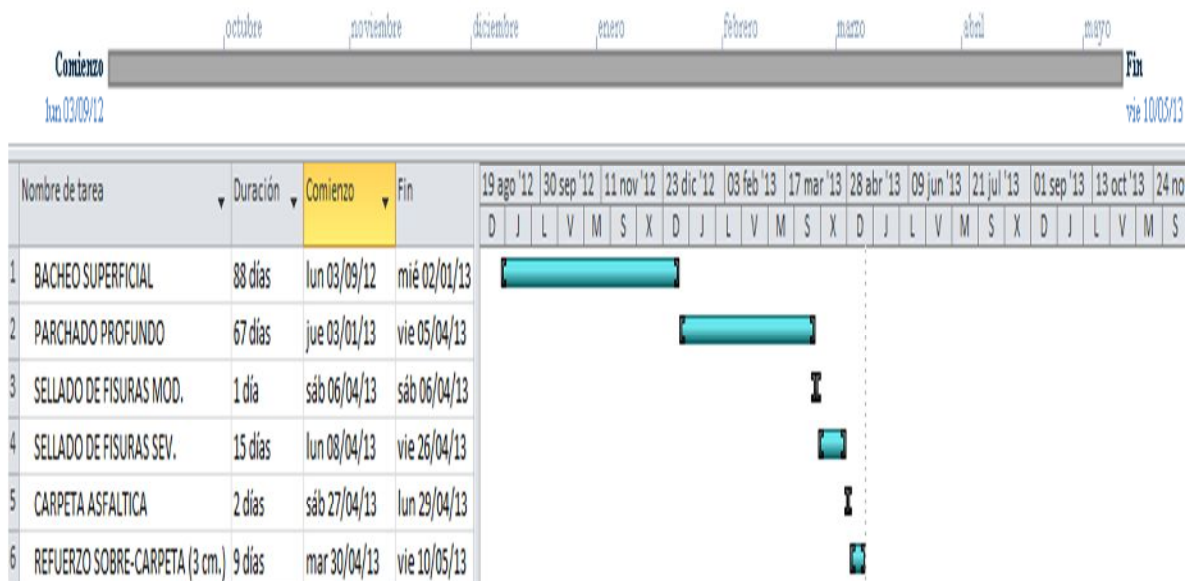 octubre noviembre diciembre enero febrero marzo abril mayo
Comienzo Fin
lun 03/09/12 vie 10/05/13
Nombre de tarea Duración Comienzo Fin 19 ago '12 30 sep '12 11 nov '12 23 dic '12 03 feb '13 17 mar '13 28 abr '13 09 jun '13 21 jul '13 01 sep '13 13 oct '13 24 nov
D J L V M S X D J L V M S X D J L V M S X D J L V M S
1 BACHEO SUPERFICIAL 88 días lun 03/09/12 mié 02/01/13
2 PARCHADO PROFUNDO 67 días jue 03/01/13 vie 05/04/13
3 SELLADO DE FISURAS MOD. 1 día sáb 06/04/13 sáb 06/04/13
4 SELLADO DE FISURAS SEV. 15 días lun 08/04/13 vie 26/04/13
5 CARPETA ASFALTICA 2 días sáb 27/04/13 lun 29/04/13
6 REFUERZO SOBRE-CARPETA (3 cm.) 9 días mar 30/04/13 vie 10/05/13